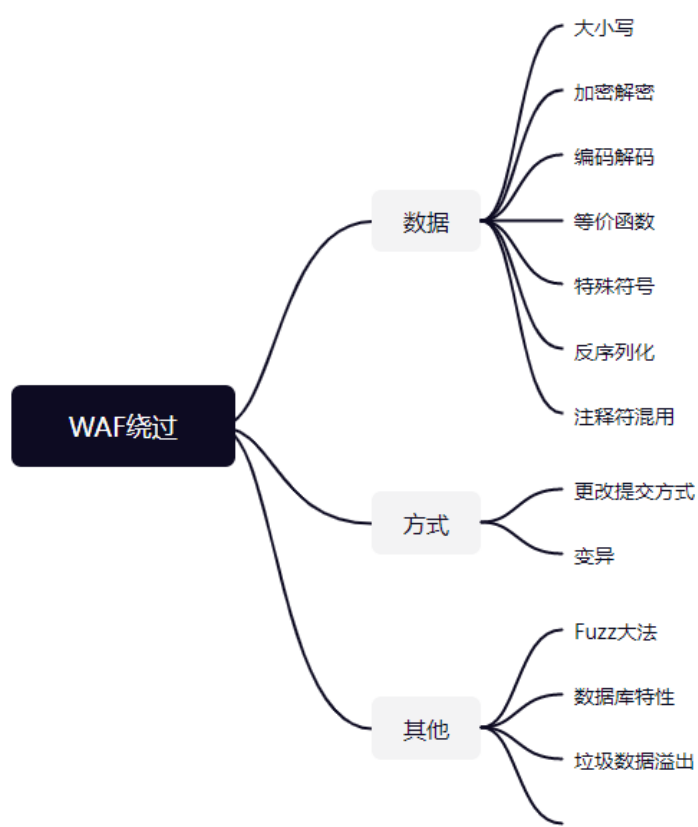 WAF绕过
数据
大小写
加密解密
编码解码
等价函数
特殊符号
反序列化
注释符混用
方式
更改提交方式
变异
其他
Fuzz大法
数据库特性
垃圾数据溢出